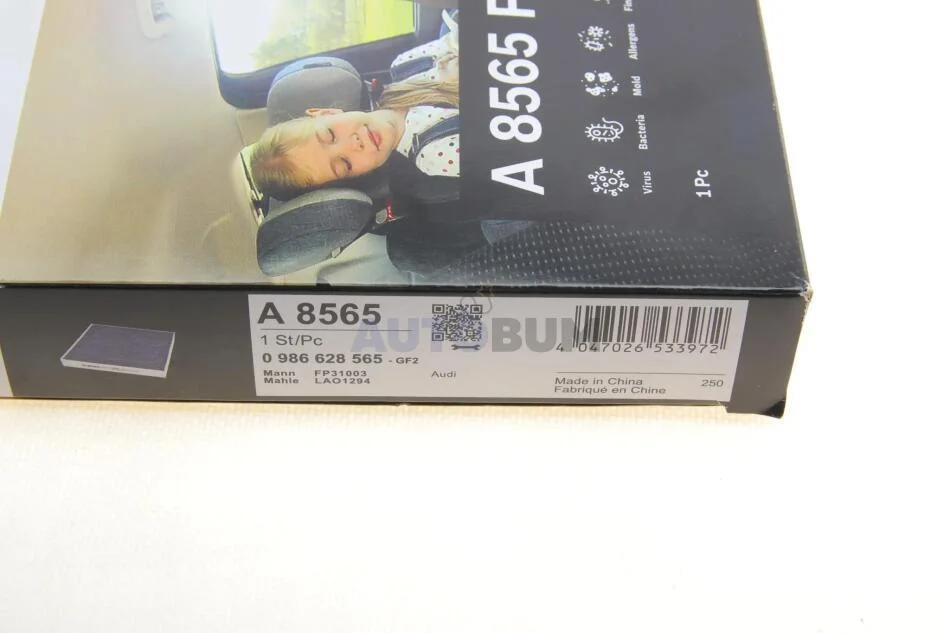 A 8565 F
Fin
Allergens
Mold
Bacteria
Virus
1 Pc
A 8565
1 St/Pc
0 986 628 565 - GF2
Mann FP31003
Mahle LAO1294
Audi
4 047026 533972
Made in China
Fabriqué en Chine
250
AUTOBUM